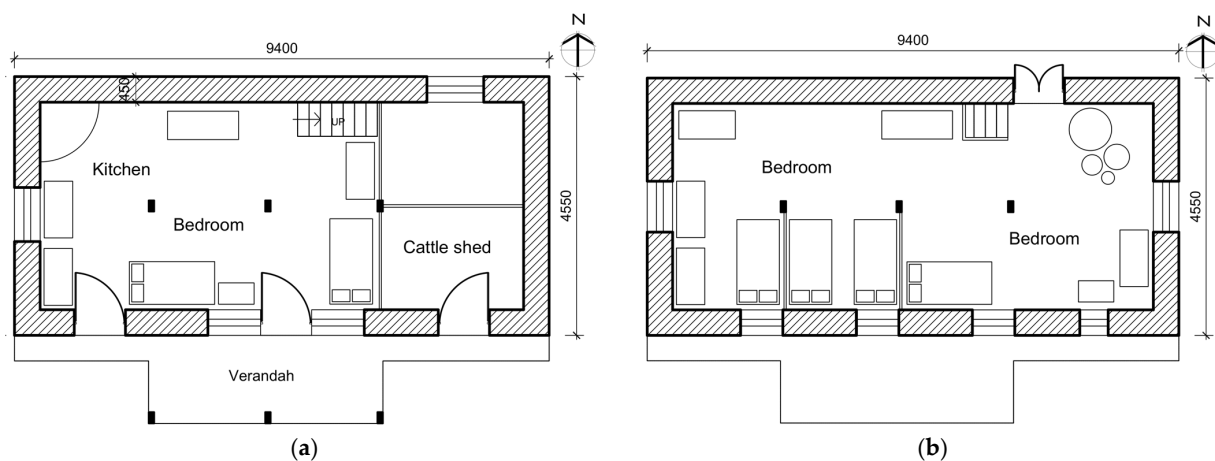 9400
N
450
UP
Kitchen
Bedroom
Cattle shed
4550
Verandah
(a)
9400
N
Bedroom
Bedroom
4550
(b)